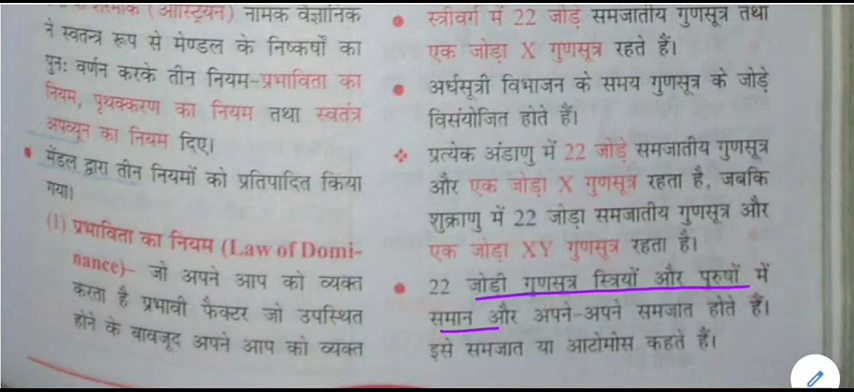 (आस्ट्रियन) नामक वैज्ञानिक
ने स्वतन्त्र रूप से मेण्डल के निष्कर्षों का
पुनः वर्णन करके तीन नियम-प्रभाविता का
नियम, पृथक्करण का नियम तथा स्वतंत्र
अपव्यून का नियम दिए।
• मेंडल द्वारा तीन नियमों को प्रतिपादित किया
गया।
(1) प्रभाविता का नियम (Law of Domi-
nance)- जो अपने आप को व्यक्त
करता है प्रभावी फैक्टर जो उपस्थित
होने के बावजूद अपने आप को व्यक्त
• स्त्रीवर्ग में 22 जोड़ समजातीय गुणसूत्र तथा
एक जोड़ा X गुणसूत्र रहते हैं।
• अर्धसूत्री विभाजन के समय गुणसूत्र के जोड़े
विसंयोजित होते हैं।
❖ प्रत्येक अंडाणु में 22 जोड़े समजातीय गुणसूत्र
और एक जोड़ा X गुणसूत्र रहता है, जबकि
शुक्राणु में 22 जोड़ा समजातीय गुणसूत्र और
एक जोड़ा XY गुणसूत्र रहता है।
• 22 जोडी गुणसूत्र स्त्रियों और पुरुषों में
समान और अपने-अपने समजात होते हैं।
इसे समजात या आटोमोस कहते हैं।